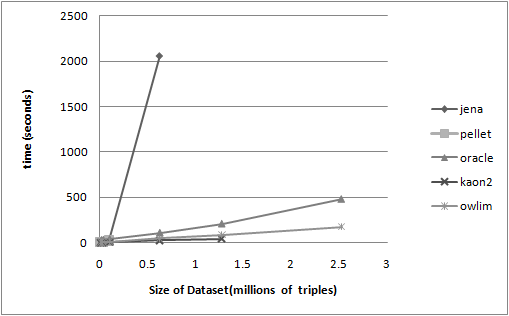 2500
2000
1500
1000
500
0
0 0.5 1 1.5 2 2.5 3
time (seconds)
Size of Dataset(millions of triples)
jena
pellet
oracle
kaon2
owlim